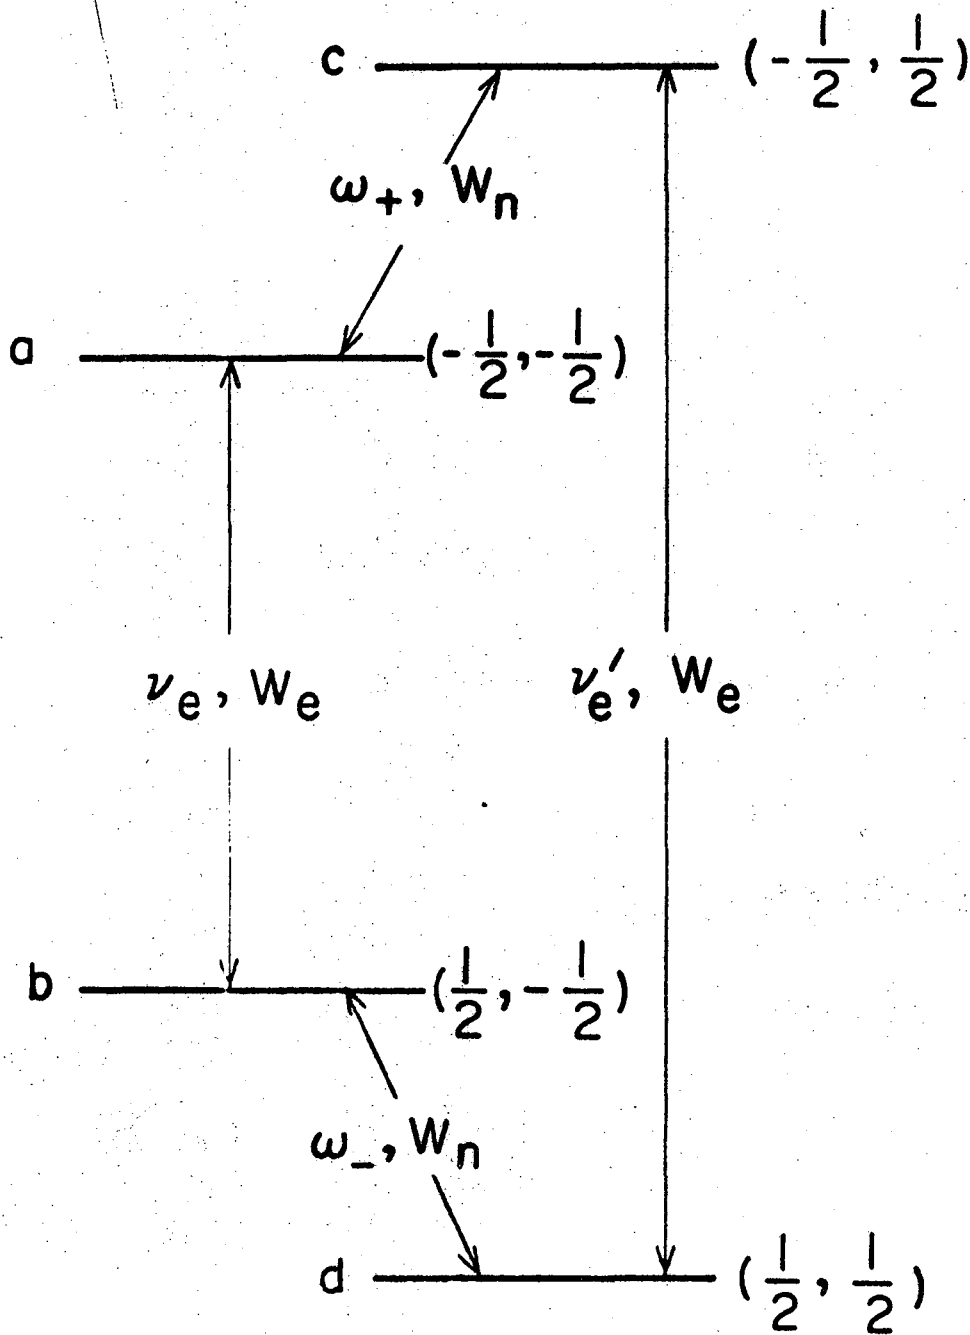 c (-1/2, 1/2)
ω₊, Wₙ
a (-1/2, -1/2)
νₑ, Wₑ
νₑ′, Wₑ
b (1/2, -1/2)
ω₋, Wₙ
d (1/2, 1/2)